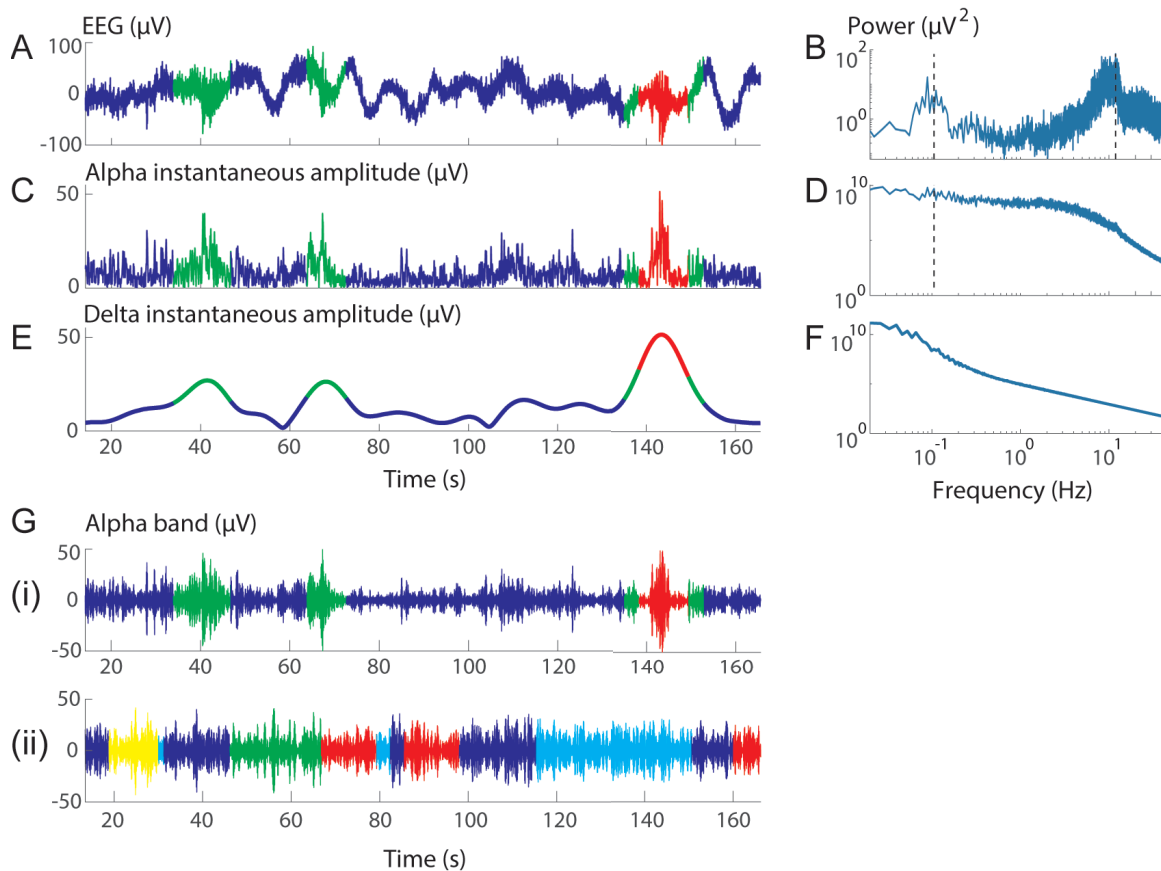 EEG (μV)
A
100
0
-100
Power (μV²)
B
10²
10⁰
C
Alpha instantaneous amplitude (μV)
50
0
D
10¹⁰
10⁰
E
Delta instantaneous amplitude (μV)
50
0
20 40 60 80 100 120 140 160
Time (s)
F
10¹⁰
10⁰
10⁻¹ 10⁰ 10¹
Frequency (Hz)
G
Alpha band (μV)
(i)
50
0
-50
20 40 60 80 100 120 140 160
(ii)
50
0
-50
20 40 60 80 100 120 140 160
Time (s)